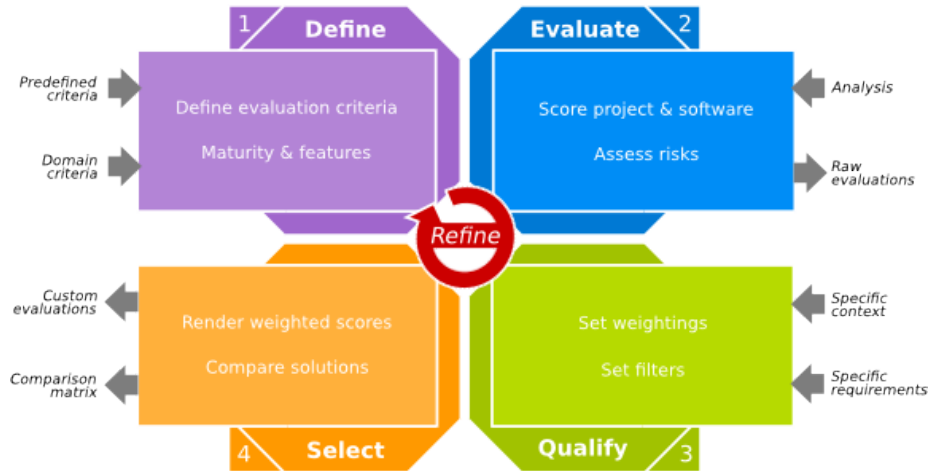 1
Define
Predefined
criteria
Domain
criteria
Define evaluation criteria
Maturity & features
Evaluate
2
Score project & software
Assess risks
Analysis
Raw
evaluations
Refine
Custom
evaluations
Comparison
matrix
Render weighted scores
Compare solutions
4
Select
Set weightings
Set filters
Specific
context
Specific
requirements
Qualify
3